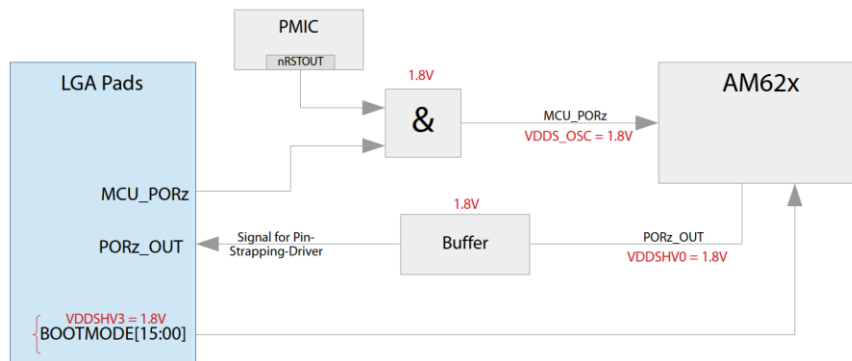 PMIC
nRSTOUT
LGA Pads
1.8V
&
MCU_PORz
VDDS_OSC = 1.8V
AM62x
MCU_PORz
1.8V
PORz_OUT
Signal for Pin-
Strapping-Driver
Buffer
PORz_OUT
VDDSHV0 = 1.8V
VDDSHV3 = 1.8V
BOOTMODE[15:00]